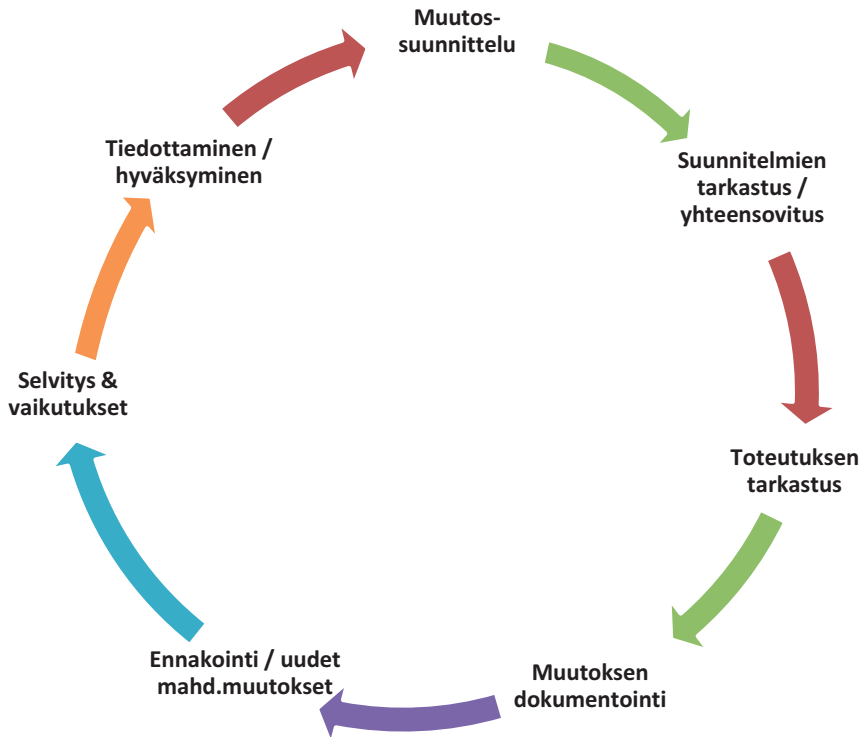 Muutos-
suunnittelu
Suunnitelmien
tarkastus /
yhteensovitus
Toteutuksen
tarkastus
Muutoksen
dokumentointi
Ennakointi / uudet
mahd.muutokset
Selvitys &
vaikutukset
Tiedottaminen /
hyväksyminen